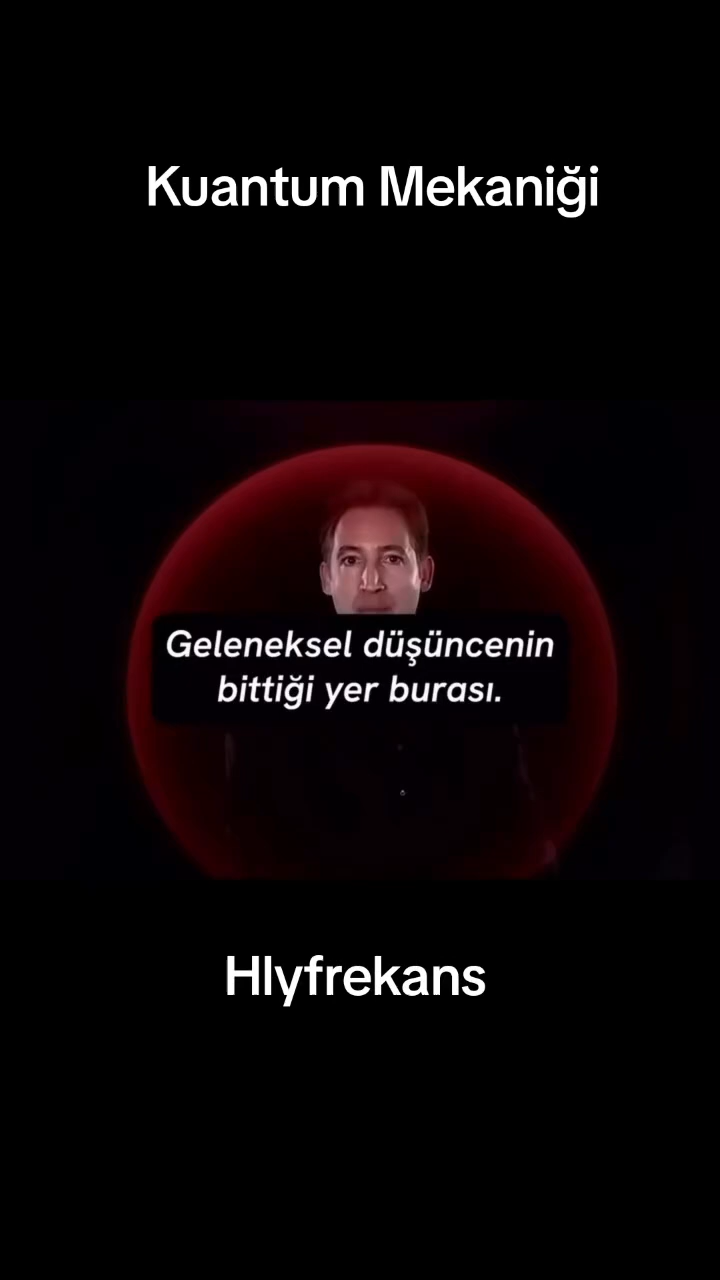 Kuantum Mekaniği
Geleneksel düşüncenin
bittiği yer burası.
Hlyfrekans